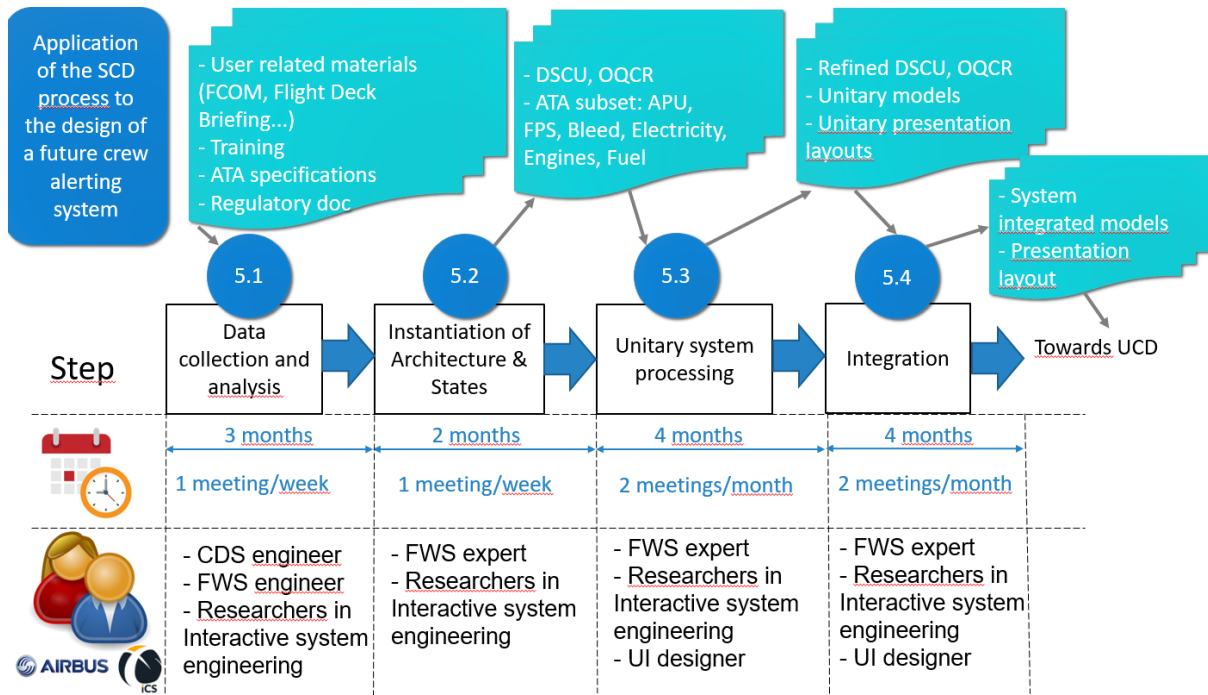 Application
of the SCD
process to
the design of
a future crew
alerting
system
- User related materials
(FCOM, Flight Deck
Briefing...)
- Training
- ATA specifications
- Regulatory doc
- DSCU, OQCR
- ATA subset: APU,
FPS, Bleed, Electricity,
Engines, Fuel
- Refined DSCU, OQCR
- Unitary models
- Unitary presentation
layouts
- System
integrated models
- Presentation
layout
5.1
5.2
5.3
5.4
Step
Data
collection and
analysis
Instantiation of
Architecture &
States
Unitary system
processing
Integration
Towards UCD
3 months
2 months
4 months
4 months
1 meeting/week
1 meeting/week
2 meetings/month
2 meetings/month
- CDS engineer
- FWS engineer
- Researchers in
Interactive system
engineering
- FWS expert
- Researchers in
Interactive system
engineering
- FWS expert
- Researchers in
Interactive system
engineering
- UI designer
- FWS expert
- Researchers in
Interactive system
engineering
- UI designer
AIRBUS
ICS